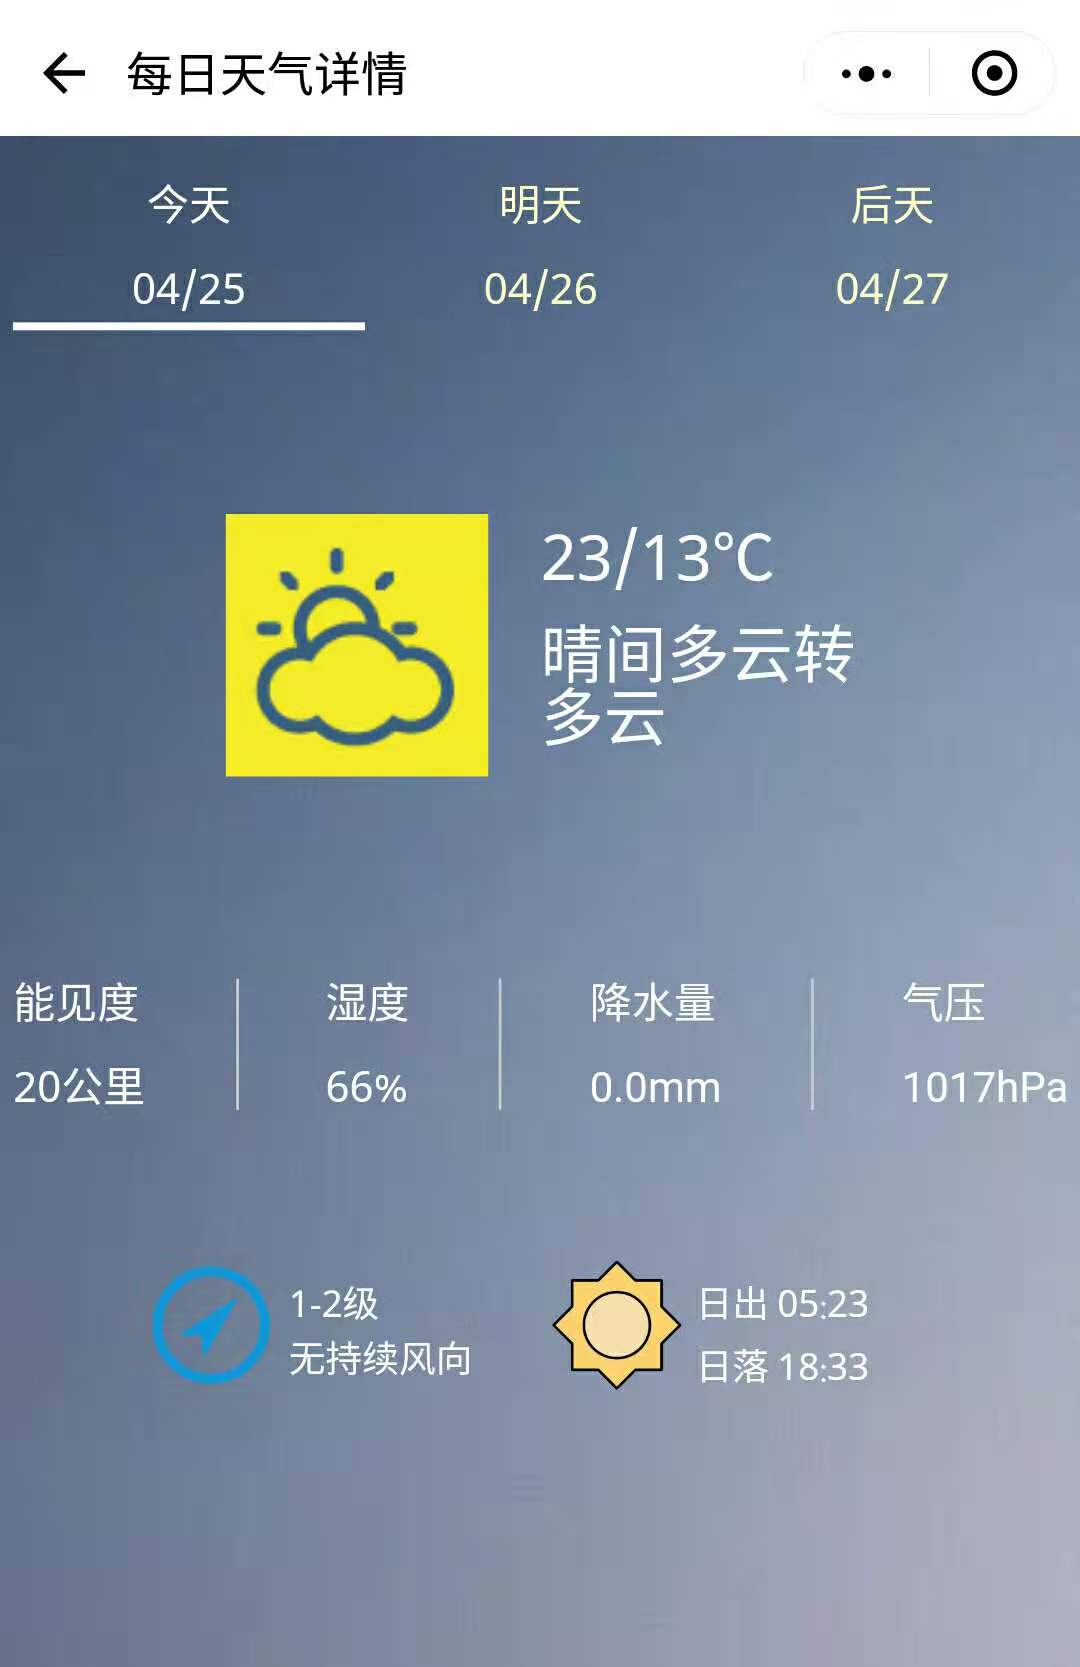 每日天气详情
今天 明天 后天
04/25 04/26 04/27
23/13℃
晴间多云转
多云
能见度 湿度 降水量 气压
20公里 66% 0.0mm 1017hPa
1-2级
无持续风向
日出 05:23
日落 18:33